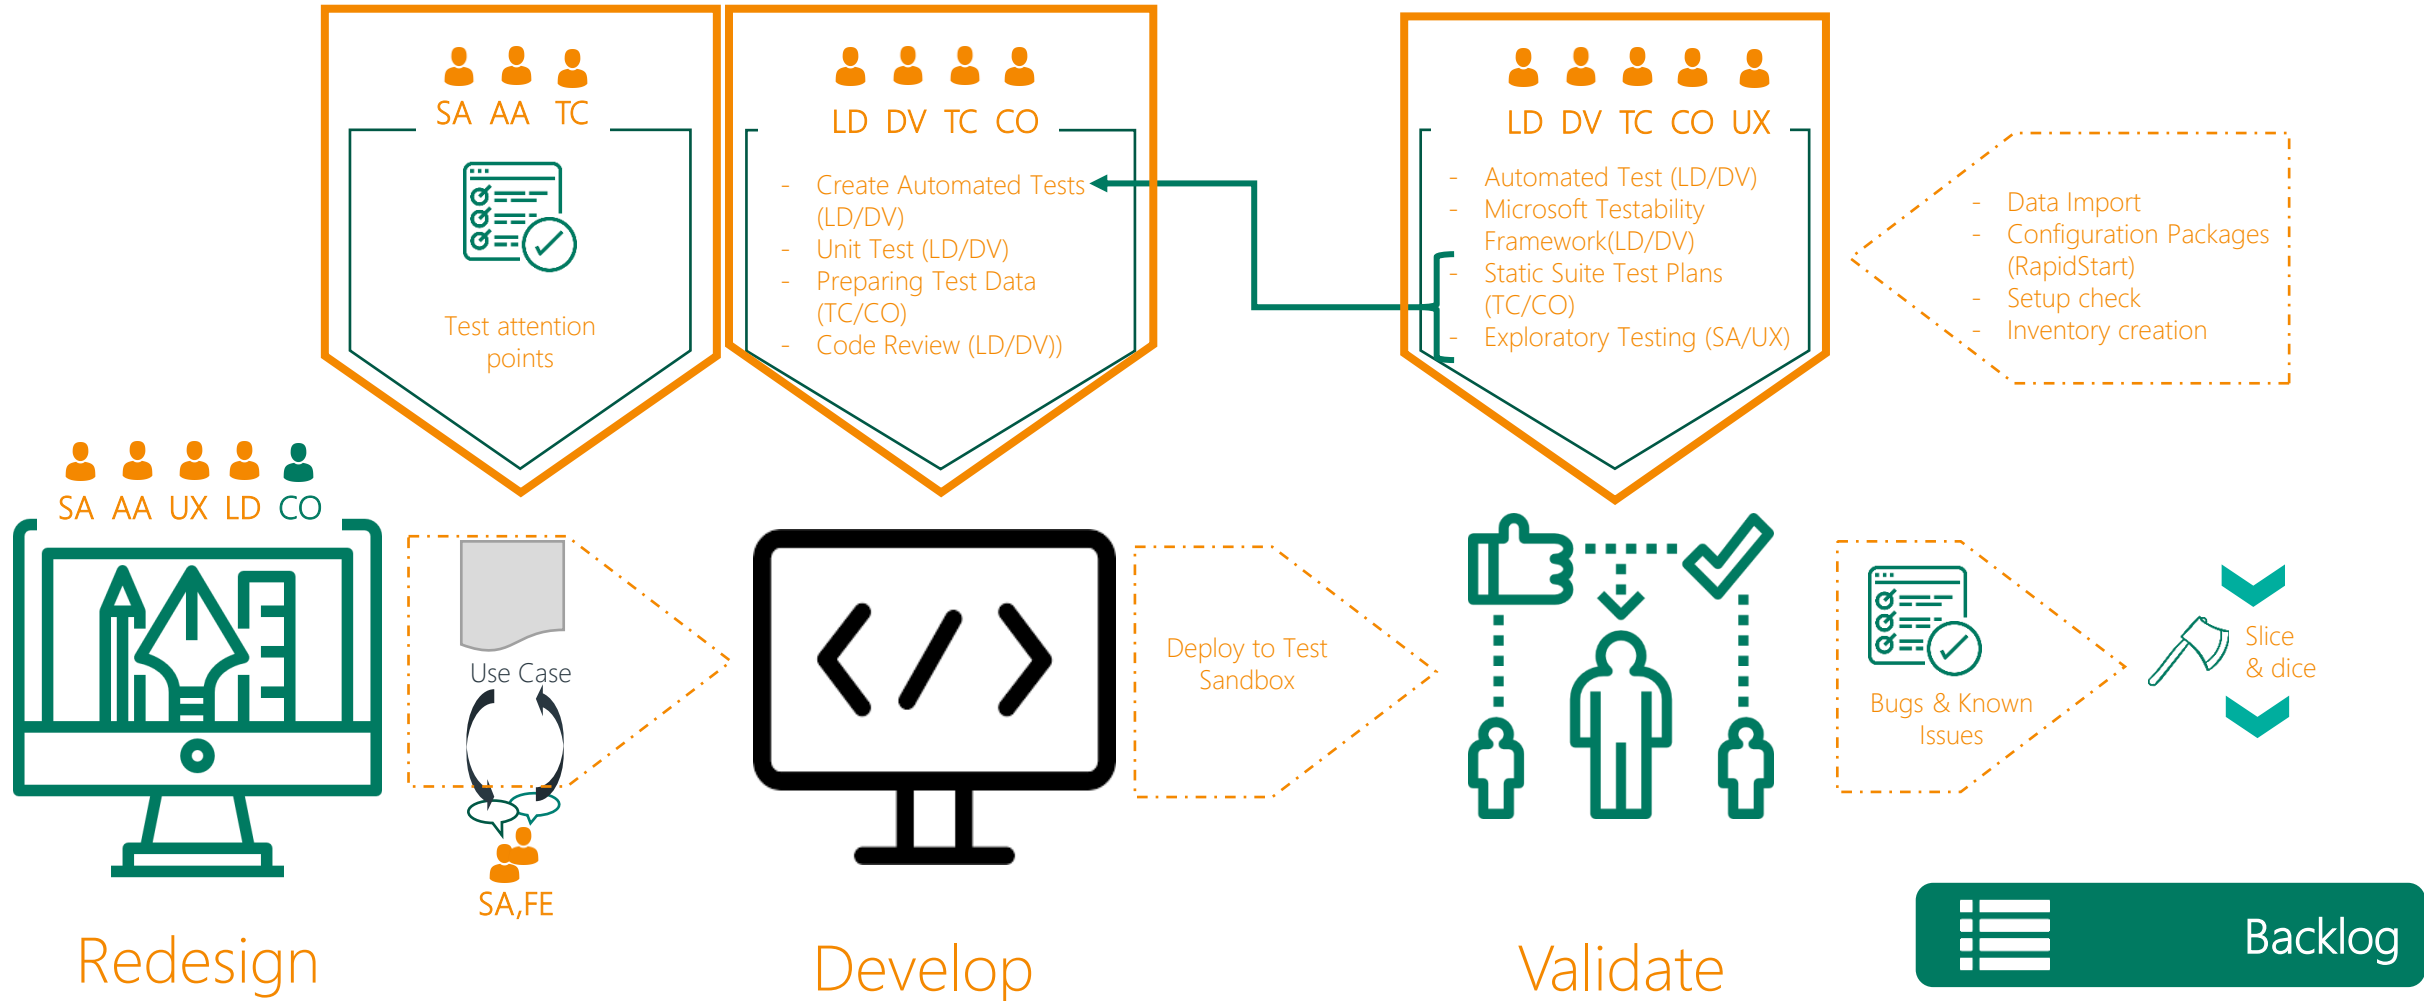 SA AA TC
Test attention
points
LD DV TC CO
- Create Automated Tests
(LD/DV)
- Unit Test (LD/DV)
- Preparing Test Data
(TC/CO)
- Code Review (LD/DV))
LD DV TC CO UX
- Automated Test (LD/DV)
- Microsoft Testability
Framework(LD/DV)
- Static Suite Test Plans
(TC/CO)
- Exploratory Testing (SA/UX)
- Data Import
- Configuration Packages
(RapidStart)
- Setup check
- Inventory creation
SA AA UX LD CO
Use Case
SA,FE
Deploy to Test
Sandbox
Bugs & Known
Issues
Slice
& dice
Redesign
Develop
Validate
Backlog